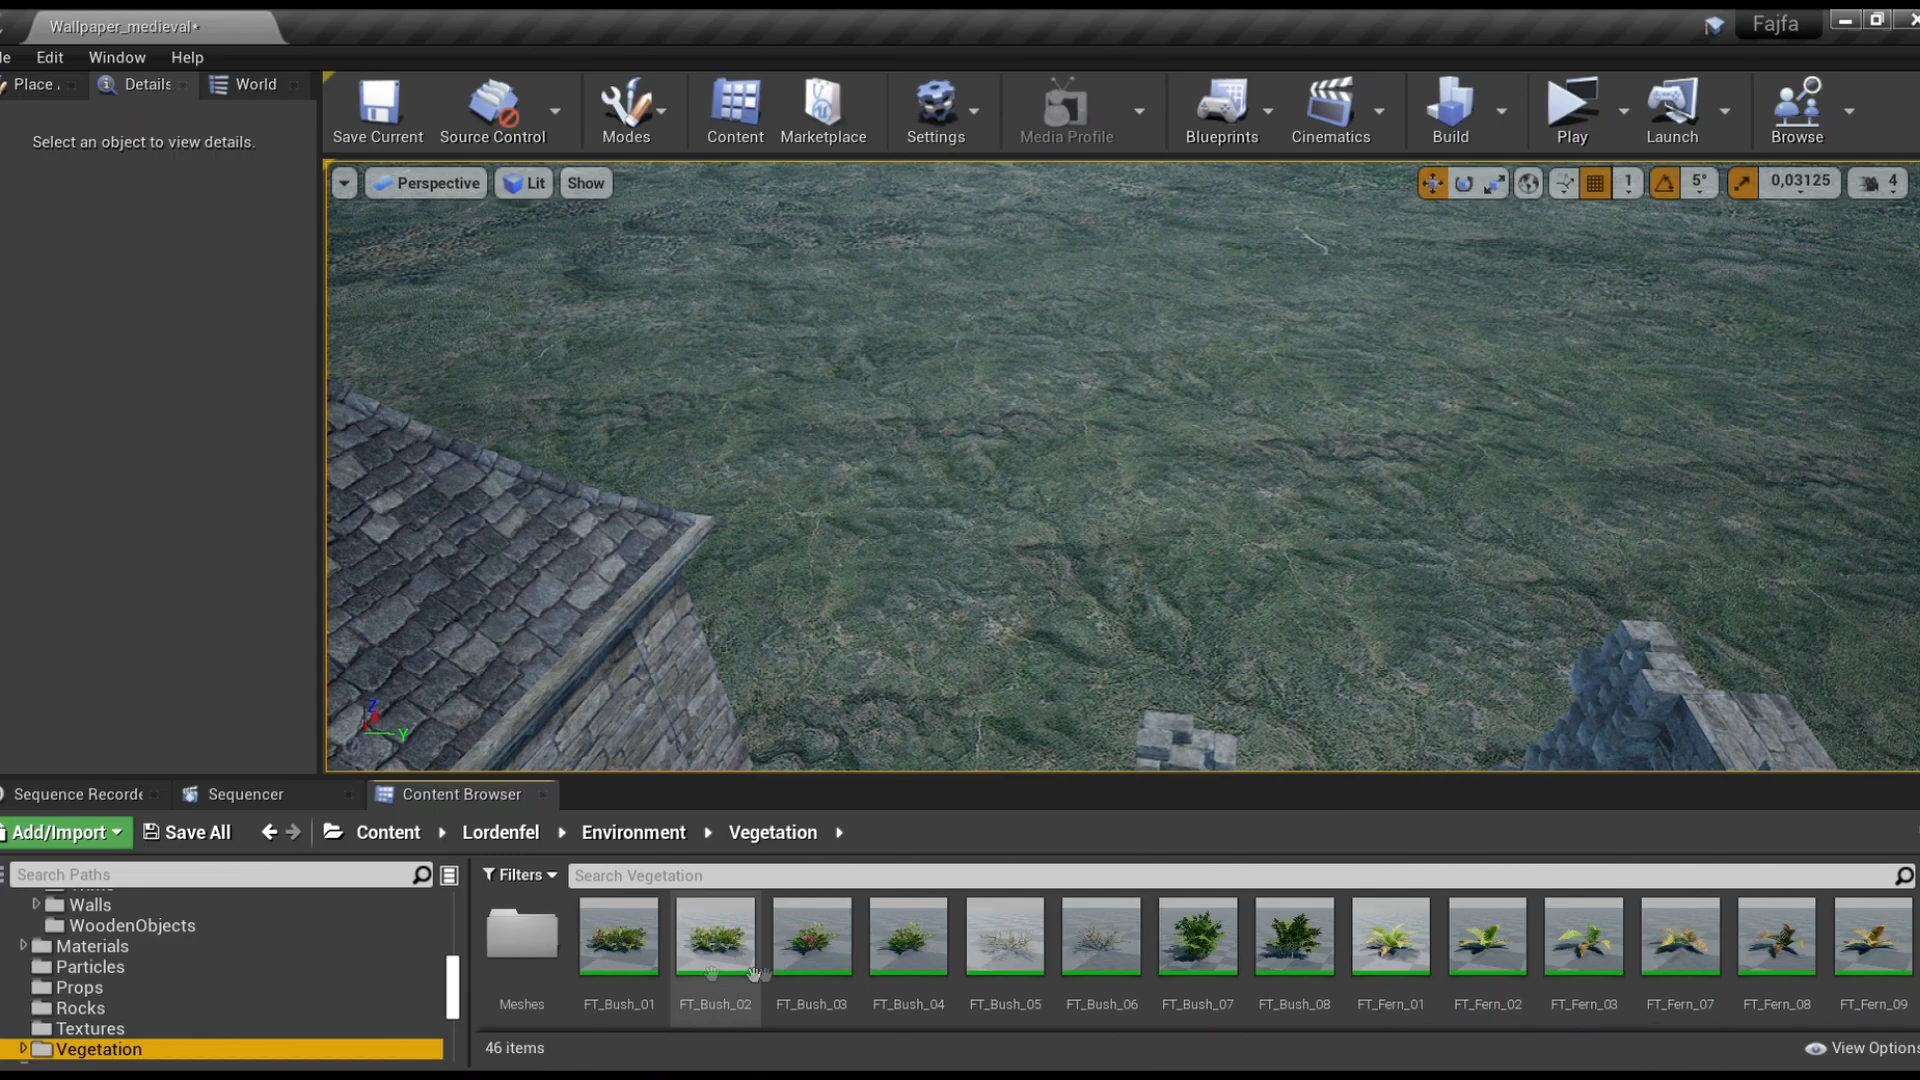 Wallpaper_medieval•
Fajfa
le Edit Window Help
Place Details World
Select an object to view details.
Save Current Source Control Modes Content Marketplace Settings Media Profile Blueprints Cinematics Build Play Launch Browse
Perspective Lit Show
1 5° 0,03125 4
Z
Y
Sequence Recorde Sequencer Content Browser
Add/Import Save All Content Lordenfel Environment Vegetation
Search Paths
Filters Search Vegetation
Walls
WoodenObjects
Materials
Particles
Props
Rocks
Textures
Vegetation
Meshes FT_Bush_01 FT_Bush_02 FT_Bush_03 FT_Bush_04 FT_Bush_05 FT_Bush_06 FT_Bush_07 FT_Bush_08 FT_Fern_01 FT_Fern_02 FT_Fern_03 FT_Fern_07 FT_Fern_08 FT_Fern_09
46 items
View Options